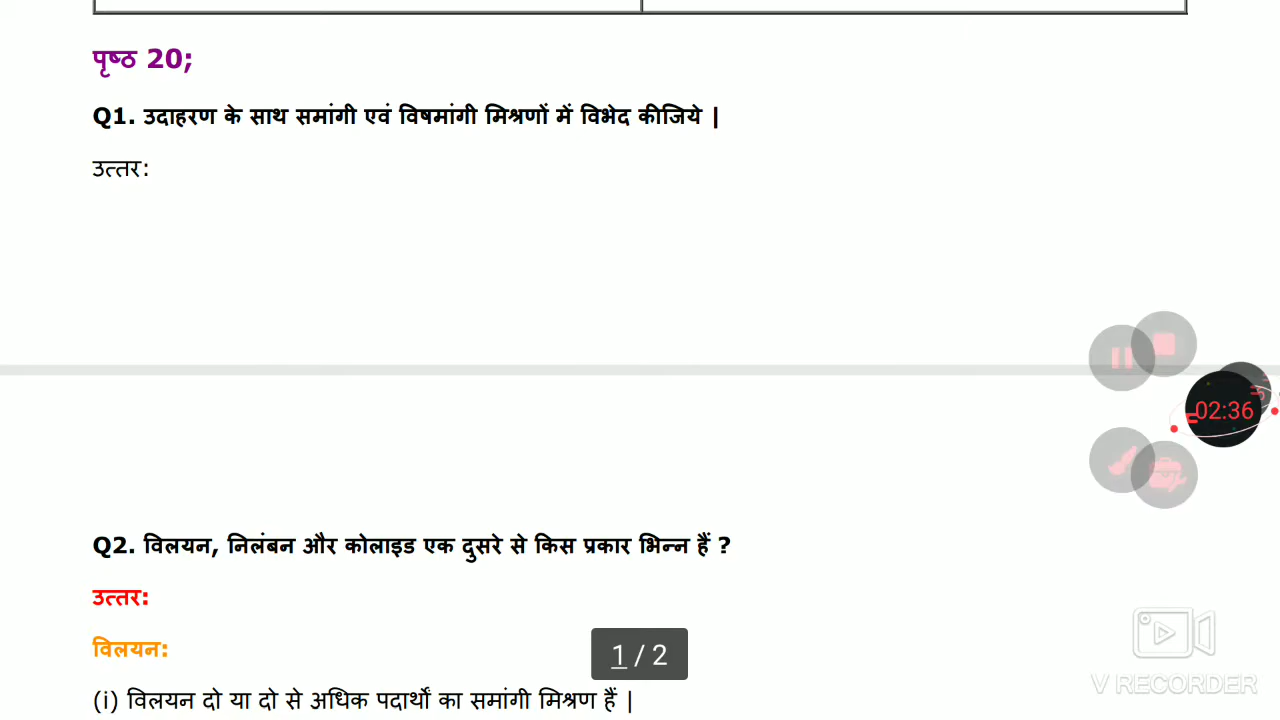 पृष्ठ 20;
Q1. उदाहरण के साथ समांगी एवं विषमांगी मिश्रणों में विभेद कीजिये |
उत्तर:
02:36
Q2. विलयन, निलंबन और कोलाइड एक दुसरे से किस प्रकार भिन्न हैं ?
उत्तर:
विलयन:
1 / 2
(i) विलयन दो या दो से अधिक पदार्थों का समांगी मिश्रण हैं |
V RECORDER